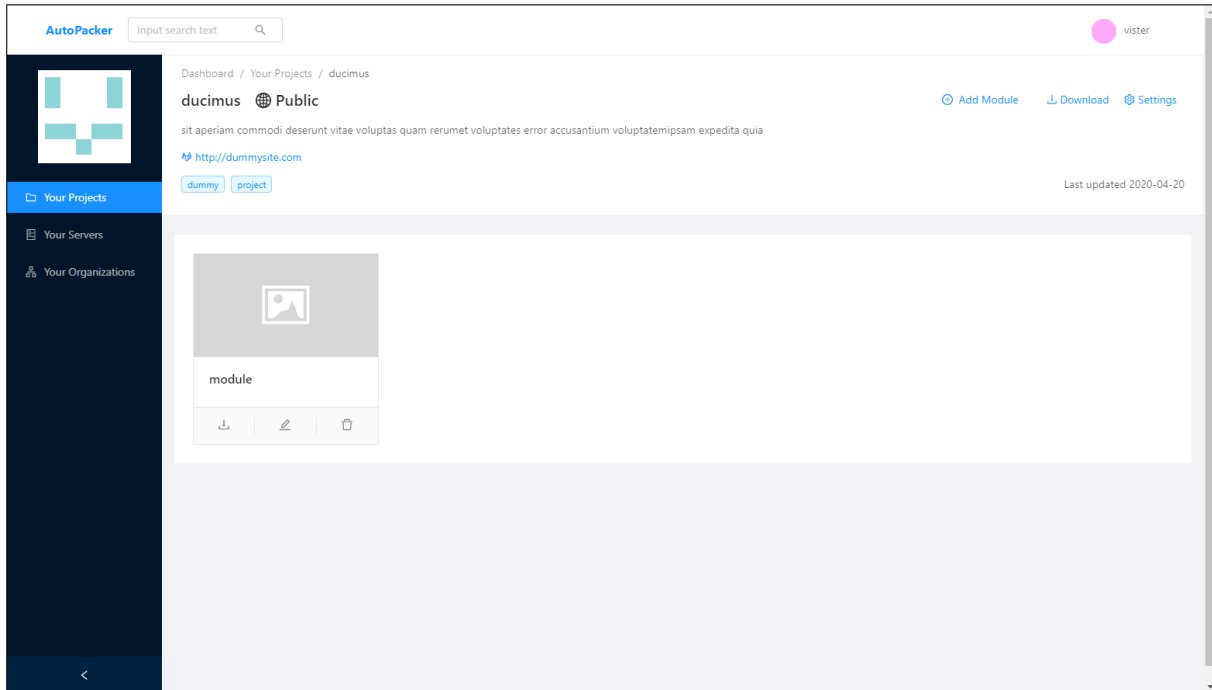 AutoPacker input search text vister
Dashboard / Your Projects / ducimus
ducimus Public Add Module Download Settings
sit aperiam commodi deserunt vitae voluptas quam rerumet voluptates error accusantium voluptatemipsam expedita quia
http://dummysite.com
dummy project Last updated 2020-04-20
Your Projects
Your Servers
Your Organizations
module